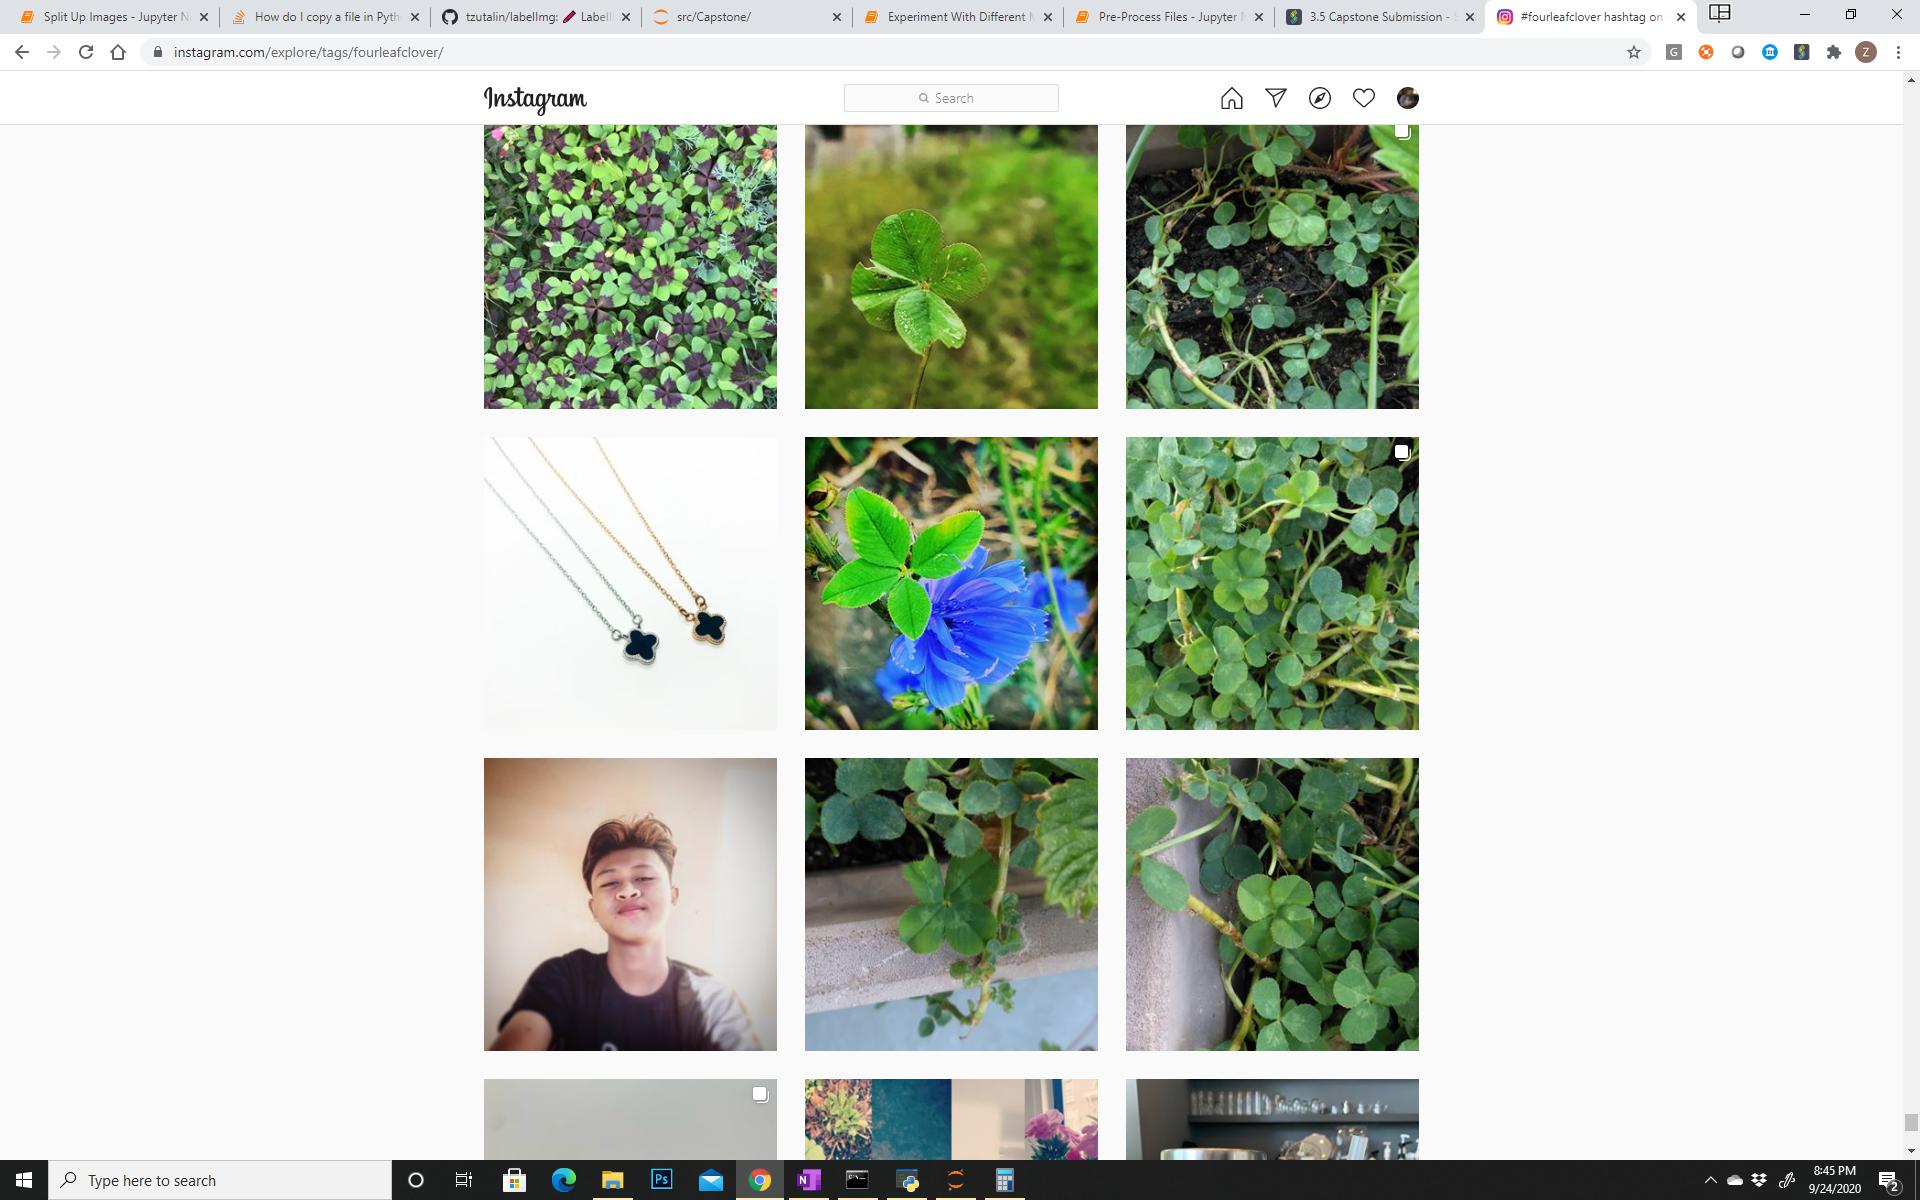 Split Up Images - Jupyter N
How do I copy a file in Pyth
tzutalin/labelImg: Labell
src/Capstone/
Experiment With Different M
Pre-Process Files - Jupyter N
3.5 Capstone Submission - S
#fourleafclover hashtag on
instagram.com/explore/tags/fourleafclover/
G
Z
Instagram
Search
Type here to search
Ps
N
8:45 PM
9/24/2020
2